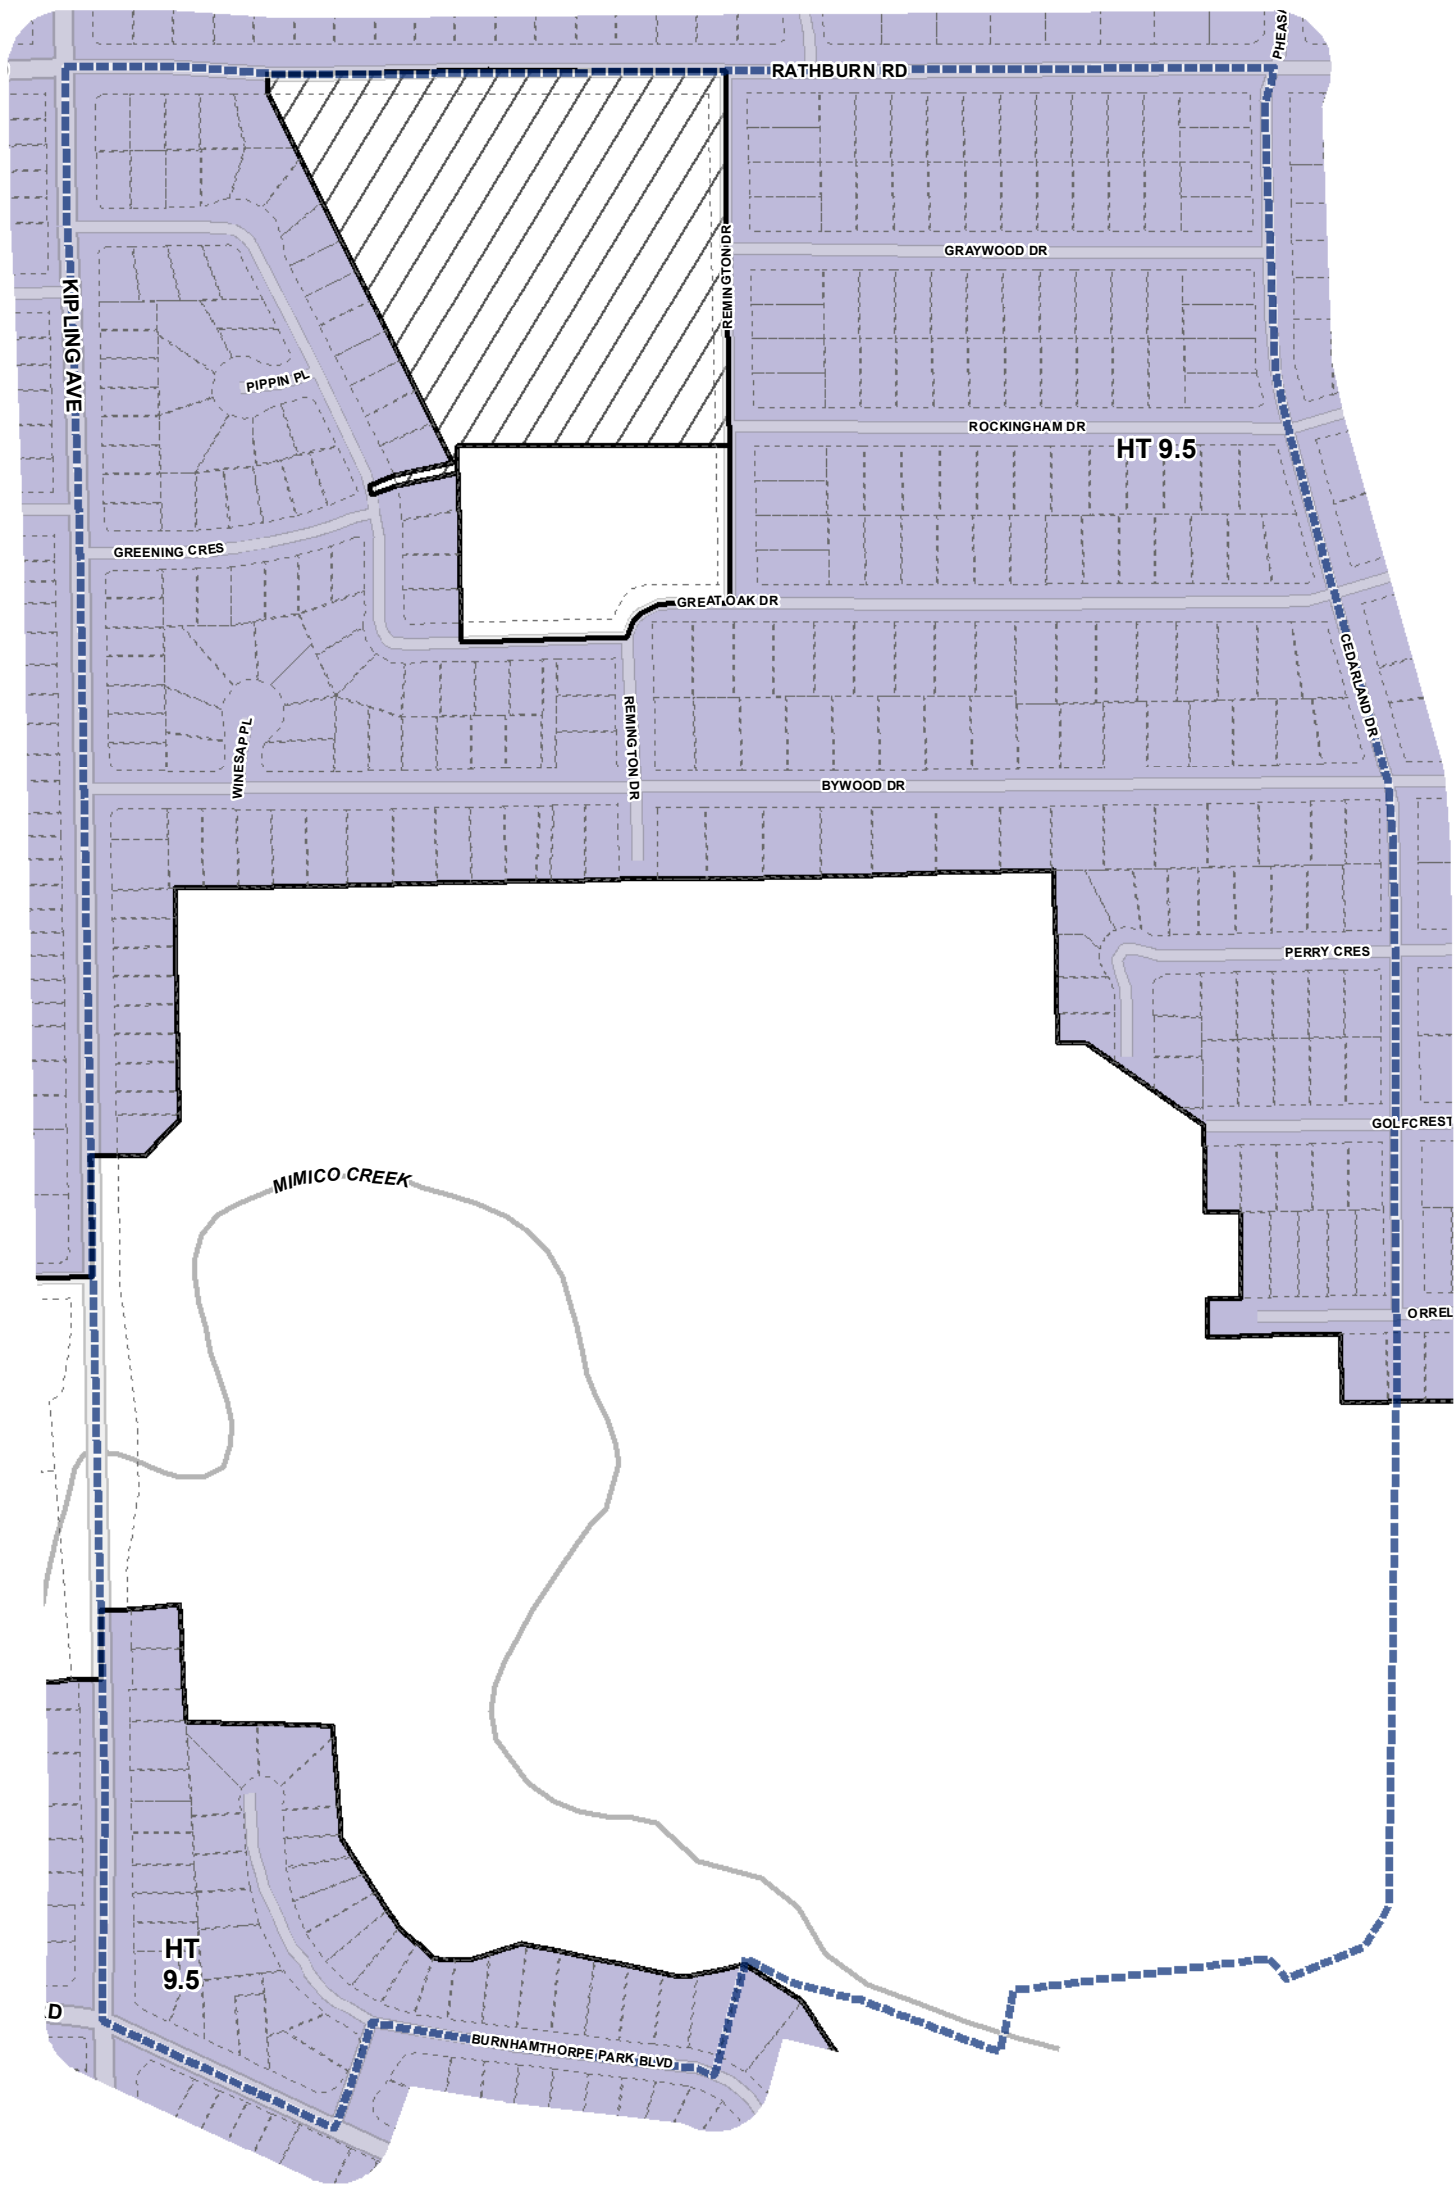 PHEASA
RATHBURN RD
REMINGTON DR
GRAYWOOD DR
KIPLING AVE
PIPPIN PL
ROCKINGHAM DR
HT 9.5
GREENING CRES
GREAT OAK DR
CEDARLAND DR
REMINGTON DR
WINESAP PL
BYWOOD DR
PERRY CRES
GOLFCREST
MIMICO CREEK
ORREL
HT
9.5
D
BURNHAMTHORPE PARK BLVD